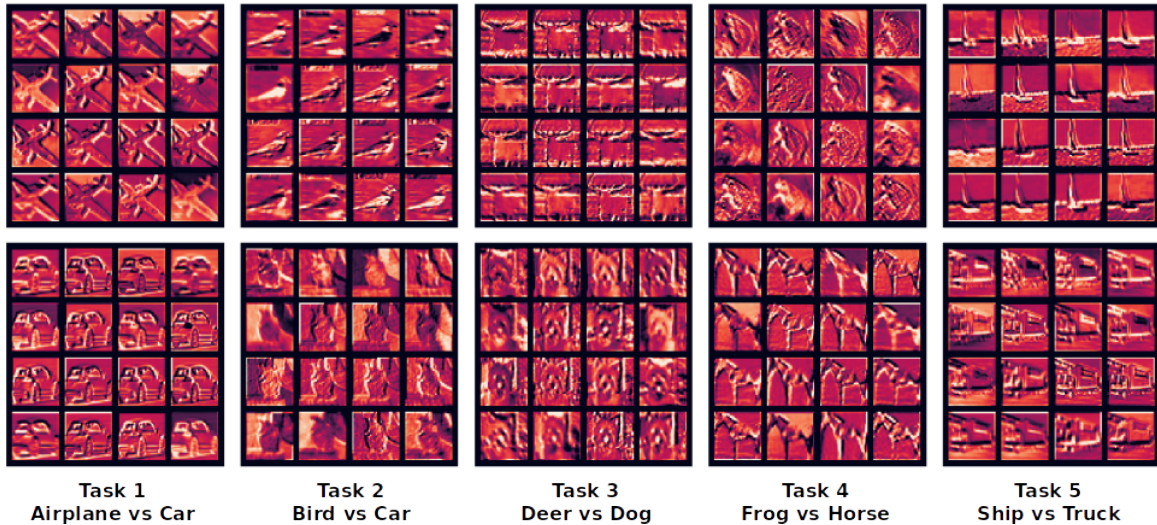 Task 1
Airplane vs Car
Task 2
Bird vs Car
Task 3
Deer vs Dog
Task 4
Frog vs Horse
Task 5
Ship vs Truck